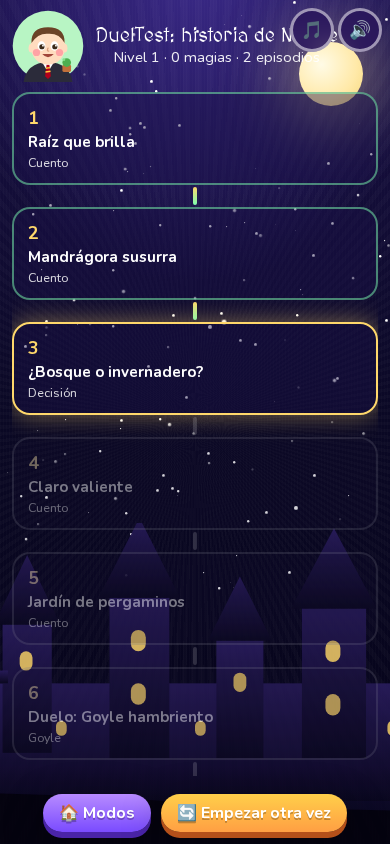 DuelTest: historia de
Nivel 1 · 0 magias · 2 episodios
1
Raíz que brilla
Cuento
2
Mandrágora susurra
Cuento
3
¿Bosque o invernadero?
Decisión
4
Claro valiente
Cuento
5
Jardín de pergaminos
Cuento
6
Duelo: Goyle hambriento
Goyle
Modos
Empezar otra vez